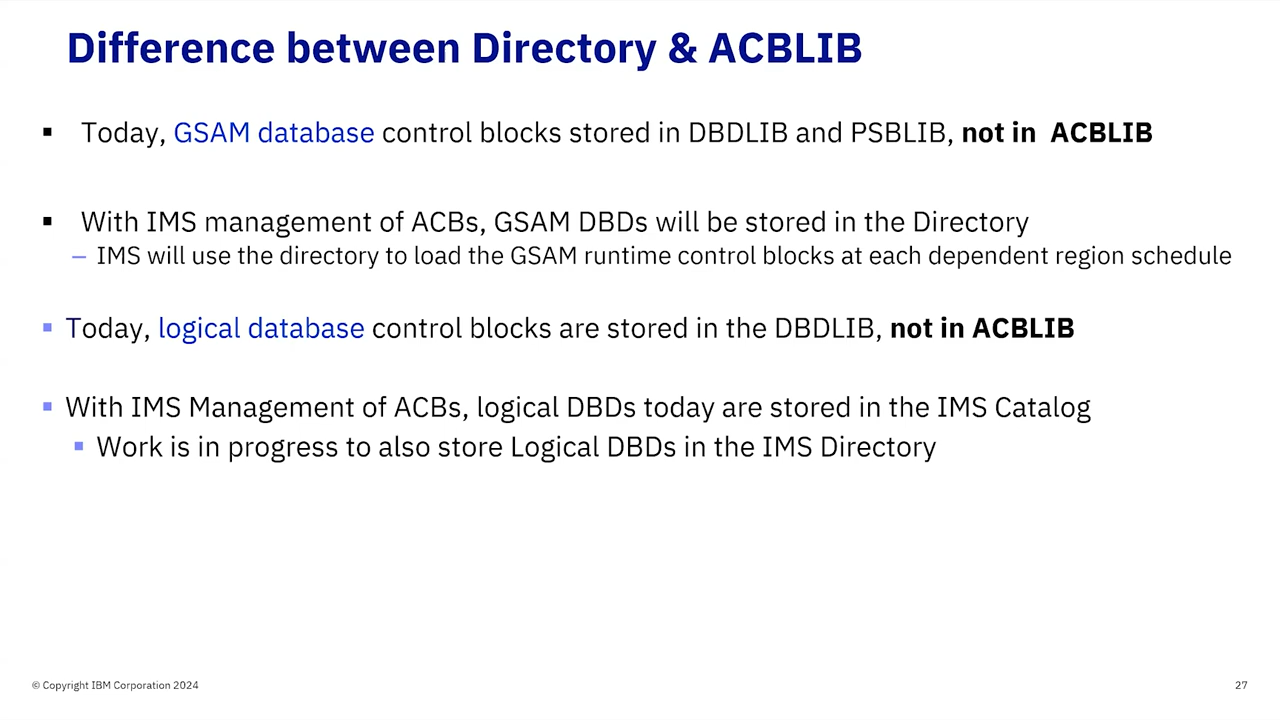 Difference between Directory & ACBLIB
▪ Today, GSAM database control blocks stored in DBDLIB and PSBLIB, not in ACBLIB
▪ With IMS management of ACBs, GSAM DBDs will be stored in the Directory
– IMS will use the directory to load the GSAM runtime control blocks at each dependent region schedule
▪ Today, logical database control blocks are stored in the DBDLIB, not in ACBLIB
▪ With IMS Management of ACBs, logical DBDs today are stored in the IMS Catalog
▪ Work is in progress to also store Logical DBDs in the IMS Directory
© Copyright IBM Corporation 2024
27